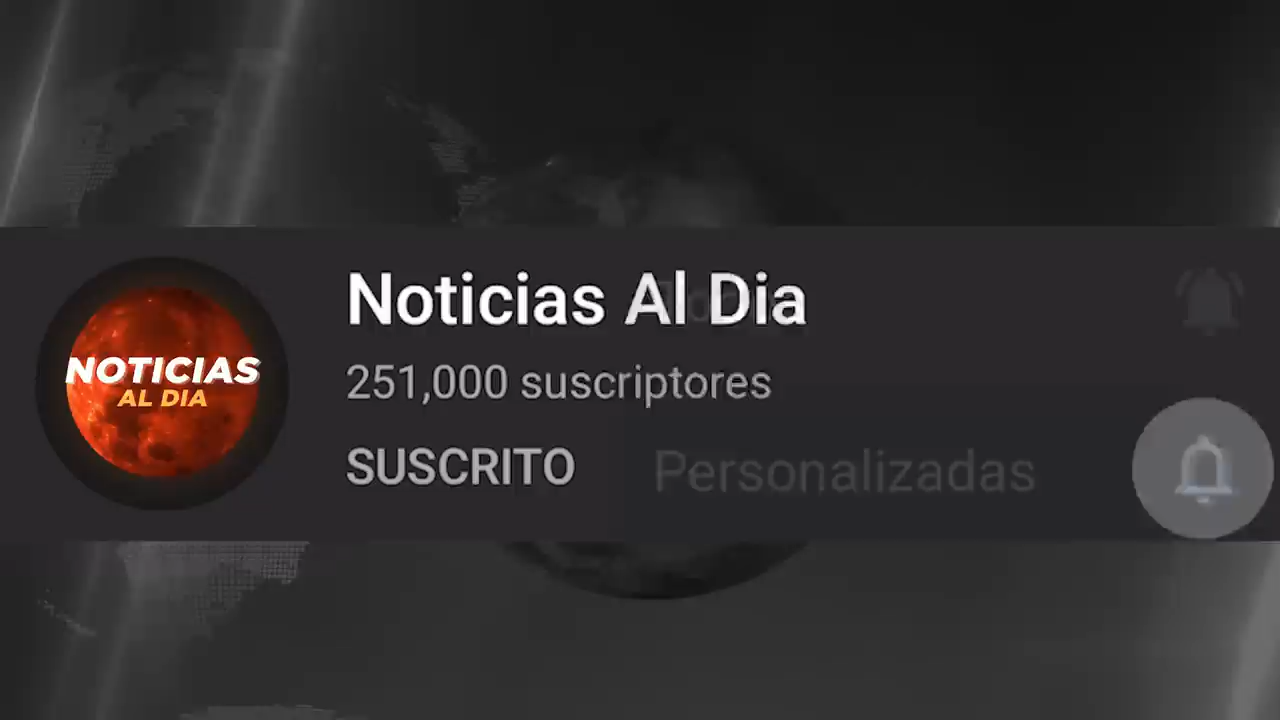 Noticias Al Dia
251,000 suscriptores
SUSCRITO
Personalizadas
NOTICIAS
AL DIA